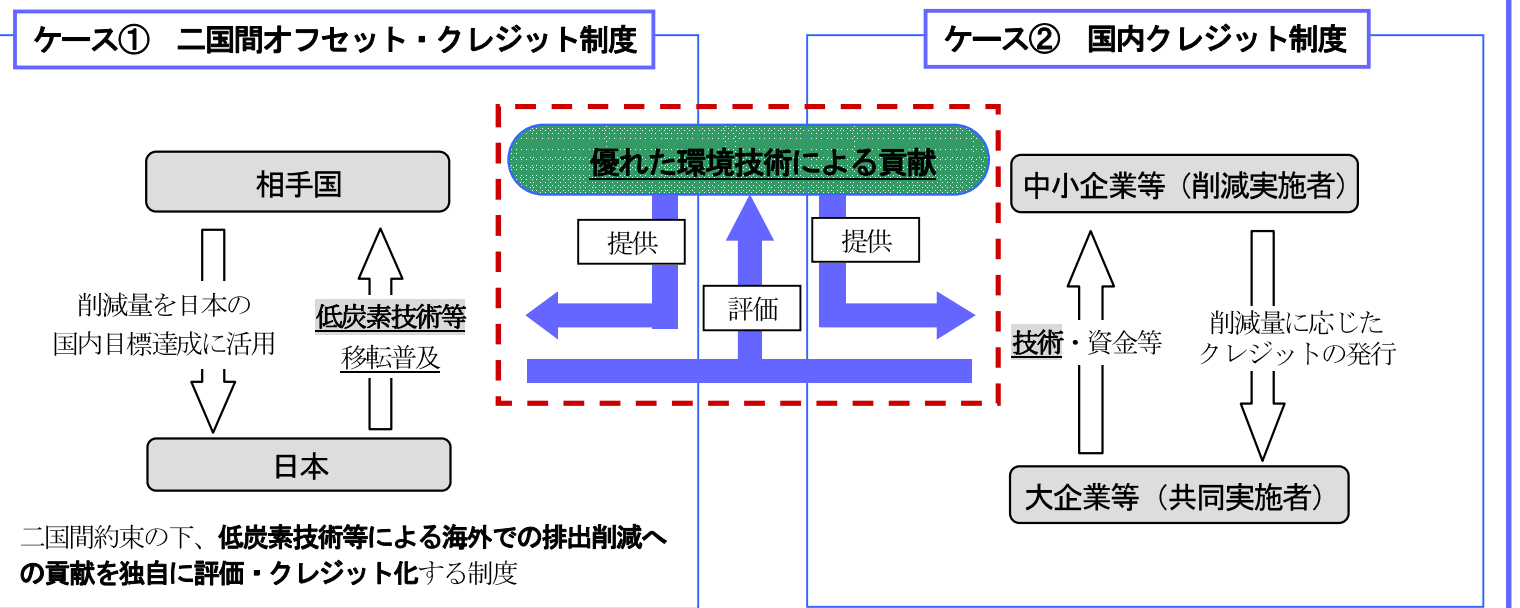 ケース① 二国間オフセット・クレジット制度
相手国
削減量を日本の
国内目標達成に活用
低炭素技術等
移転普及
日本
二国間約束の下、低炭素技術等による海外での排出削減へ
の貢献を独自に評価・クレジット化する制度
優れた環境技術による貢献
提供
提供
評価
ケース② 国内クレジット制度
中小企業等（削減実施者）
技術・資金等
削減量に応じた
クレジットの発行
大企業等（共同実施者）